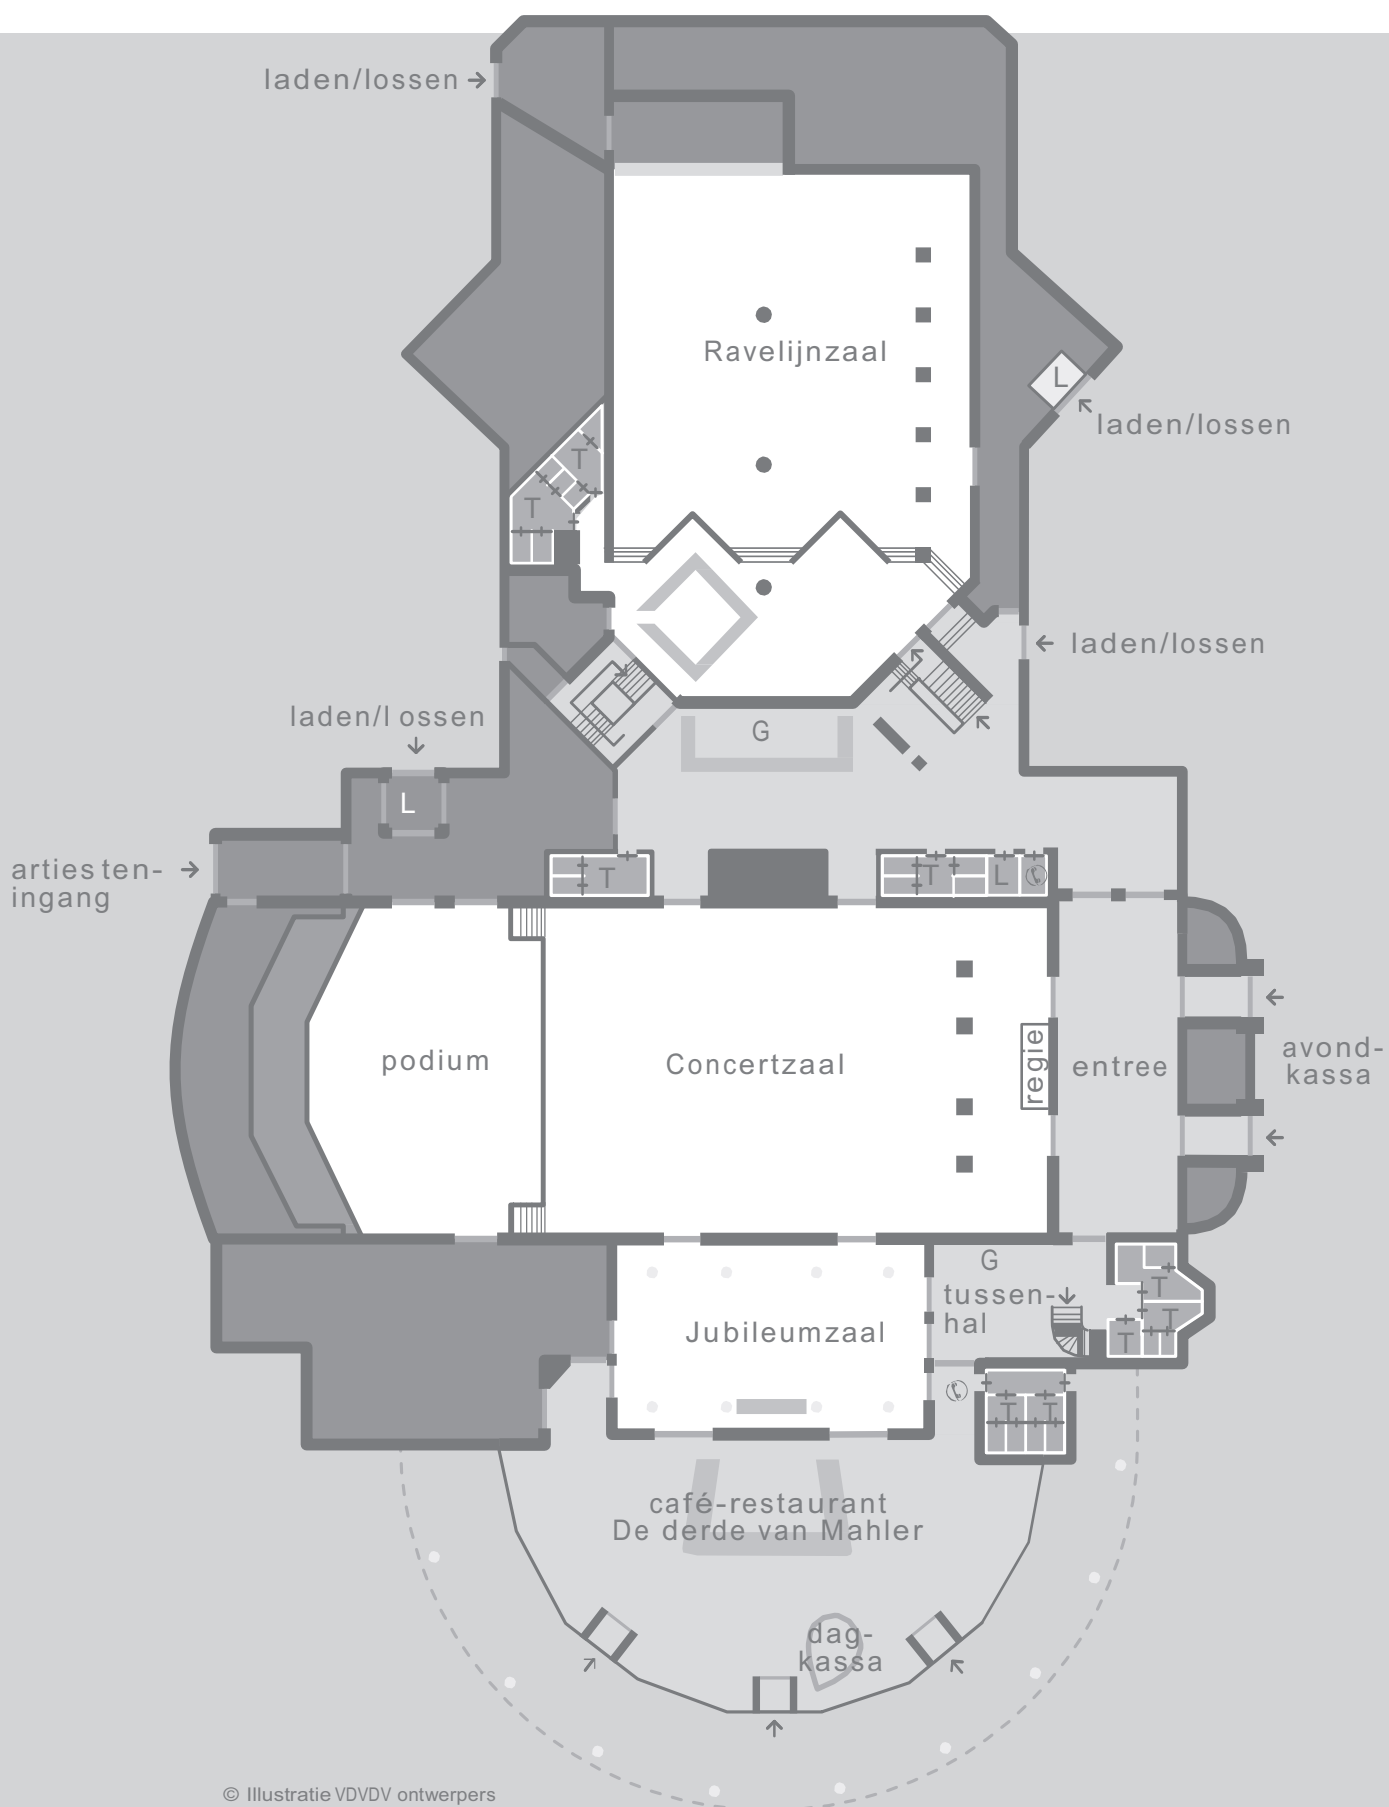 laden/lossen
Ravelijnzaal
L
laden/lossen
T
T
laden/lossen
laden/lossen
G
L
artiesten-
ingang
T
T
L
podium
Concertzaal
regie
entree
avond-
kassa
G
tussen-
hal
T
T
T
Jubileumzaal
T
T
café-restaurant
De derde van Mahler
dag-
kassa
© Illustratie VDVDV ontwerpers